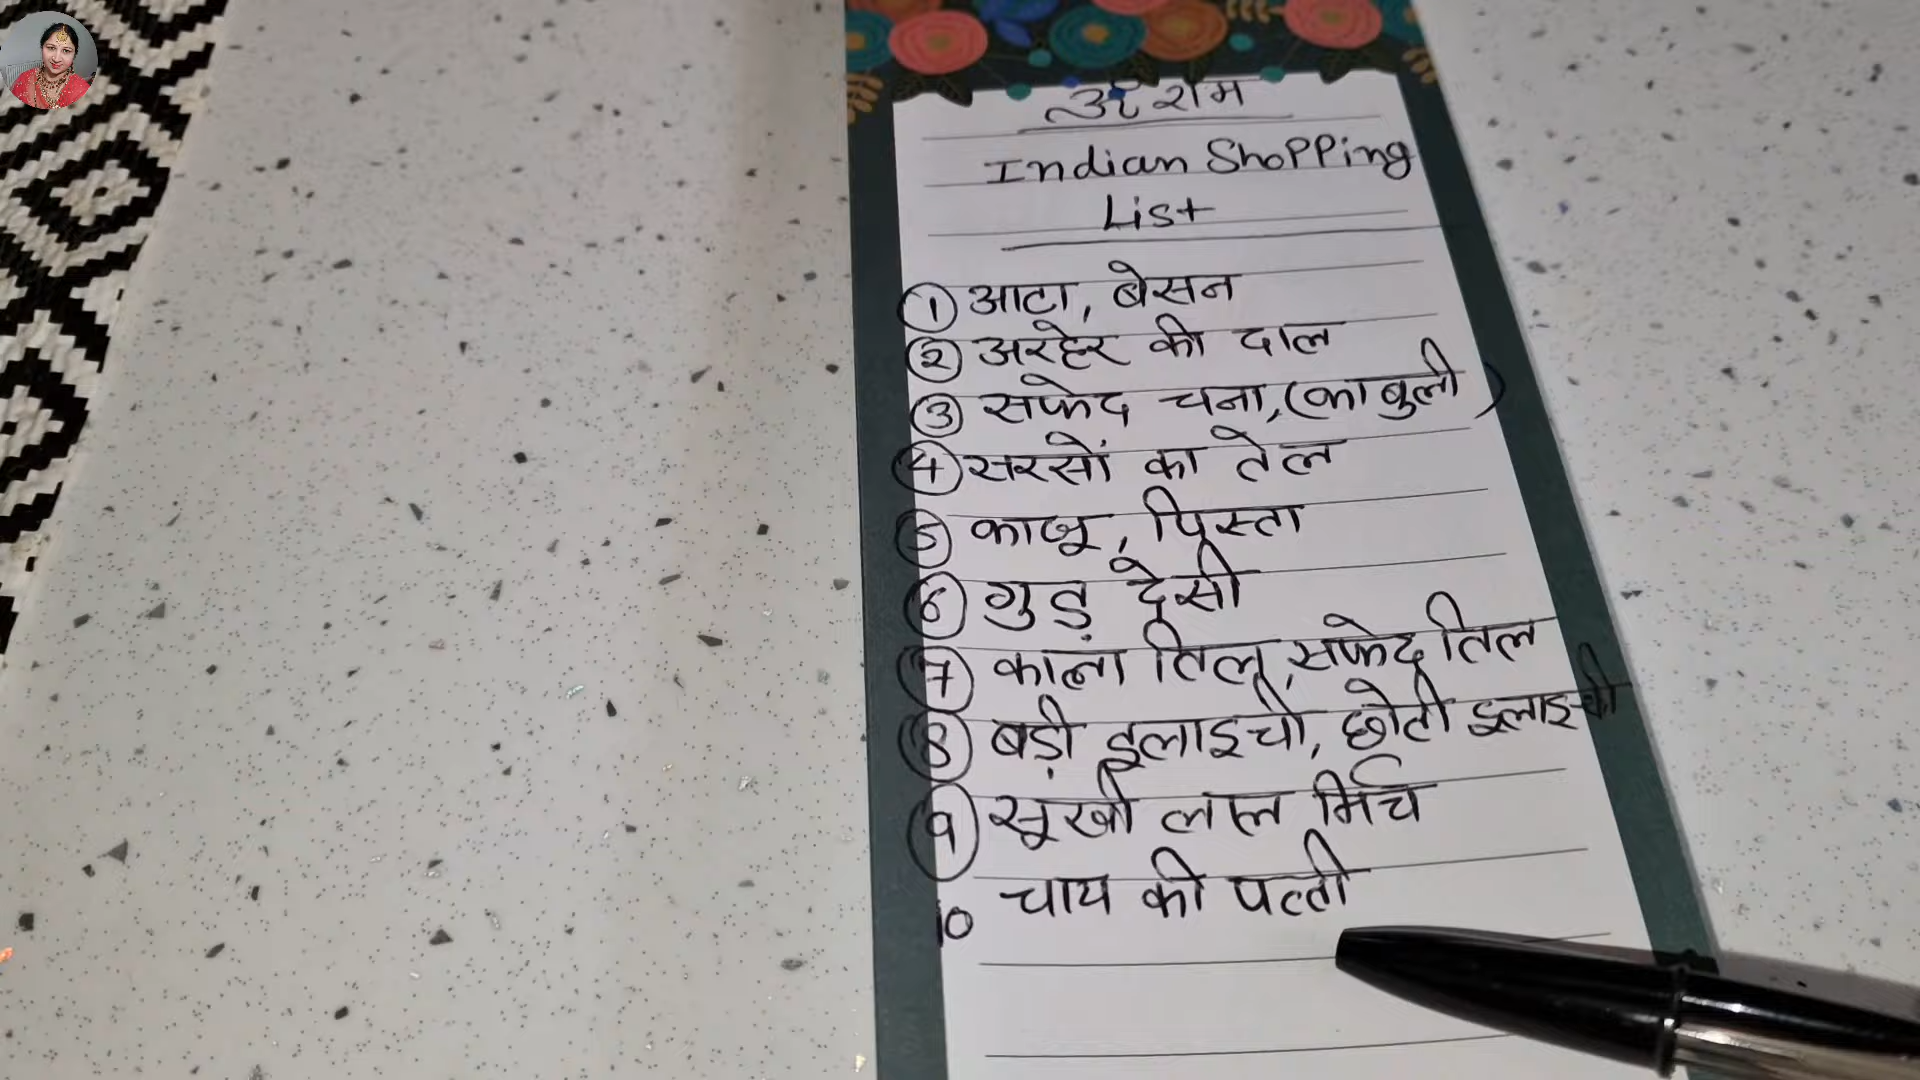 ॐ राम
Indian Shopping
List
① आटा, बेसन
② अरहेर की दाल
③ सफेद चना, (काबुली)
④ सरसों का तेल
⑤ काजू, पिस्ता
⑥ गुड़ देसी
⑦ काला तिल, सफेद तिल
⑧ बड़ी इलाइची, छोटी इलाइची
⑨ सूखी लाल मिर्च
10 चाय की पत्ती